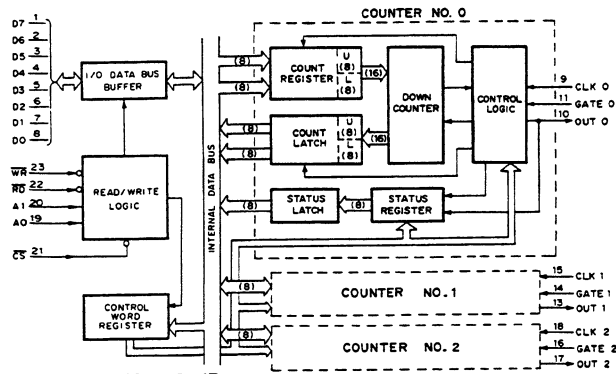 COUNTER NO. 0
D7 1
D6 2
D5 3
D4 4
D3 5
D2 6
D1 7
D0 8
I/O DATA BUS
BUFFER
WR 23
RD 22
A1 20
A0 19
CS 21
READ/WRITE
LOGIC
CONTROL
WORD
REGISTER
INTERNAL DATA BUS
(8)
(8)
COUNT
REGISTER
U
(8)
L
(8)
(16)
DOWN
COUNTER
CONTROL
LOGIC
9
CLK 0
11
GATE 0
10
OUT 0
(8)
(8)
COUNT
LATCH
U
(8)
L
(8)
(16)
(8)
STATUS
LATCH
(8)
STATUS
REGISTER
(8)
(8)
COUNTER NO. 1
15
CLK 1
14
GATE 1
13
OUT 1
(8)
COUNTER NO. 2
18
CLK 2
16
GATE 2
17
OUT 2